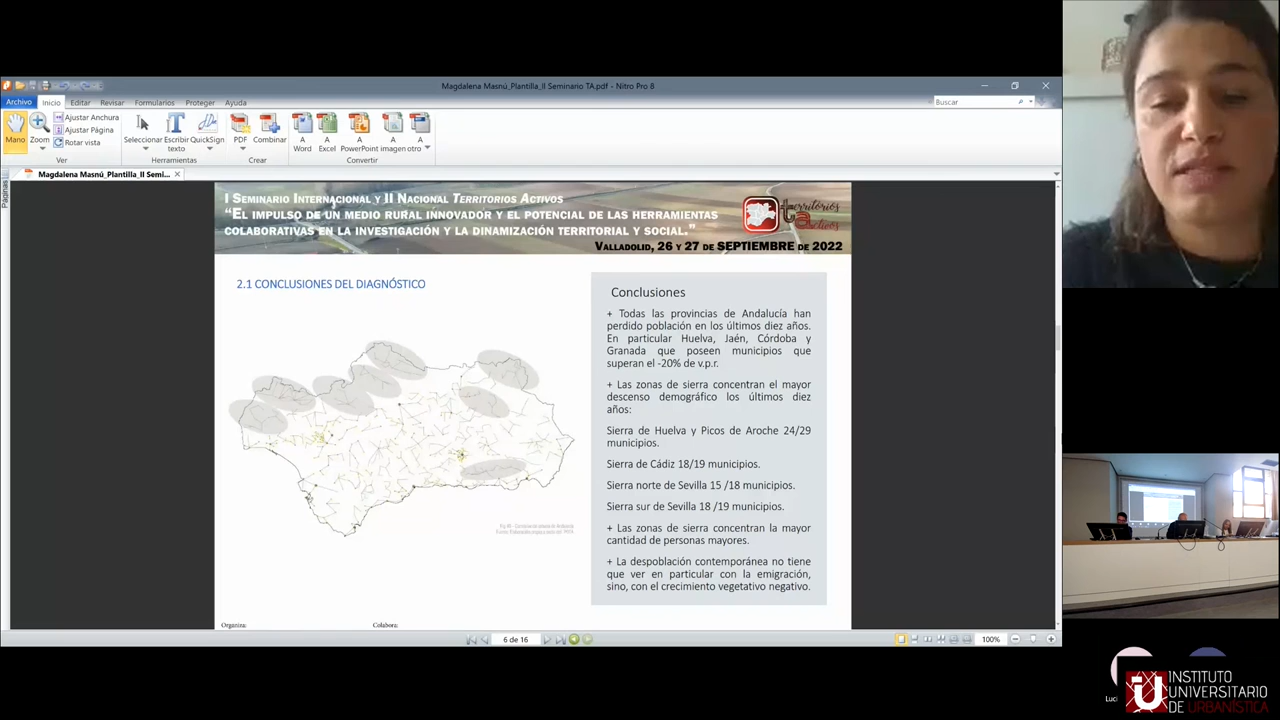 Magdalena Masnú_Plantilla_II Seminario TA.pdf - Nitro Pro 8
Archivo Inicio Editar Revisar Formularios Proteger Ayuda
Buscar
Mano
Zoom
Ajustar Anchura
Ajustar Página
Rotar vista
Seleccionar
Escribir texto
QuickSign
PDF
Combinar
A Word
A Excel
A PowerPoint
A imagen
A otro
Ver
Herramientas
Crear
Convertir
Magdalena Masnú_Plantilla_II Semi...
Páginas
I Seminario Internacional y II Nacional Territorios Activos
“El impulso de un medio rural innovador y el potencial de las herramientas
colaborativas en la investigación y la dinamización territorial y social.”
Valladolid, 26 y 27 de SEPTIEMBRE de 2022
territorios
activos
2.1 CONCLUSIONES DEL DIAGNÓSTICO
Conclusiones
+ Todas las provincias de Andalucía han
perdido población en los últimos diez años.
En particular Huelva, Jaén, Córdoba y
Granada que poseen municipios que
superan el -20% de v.p.r.
+ Las zonas de sierra concentran el mayor
descenso demográfico los últimos diez
años:
Sierra de Huelva y Picos de Aroche 24/29
municipios.
Sierra de Cádiz 18/19 municipios.
Sierra norte de Sevilla 15 /18 municipios.
Sierra sur de Sevilla 18 /19 municipios.
+ Las zonas de sierra concentran la mayor
cantidad de personas mayores.
+ La despoblación contemporánea no tiene
que ver en particular con la emigración,
sino, con el crecimiento vegetativo negativo.
Organiza:
Colabora:
6 de 16
100%
Luci
INSTITUTO
UNIVERSITARIO
DE URBANÍSTICA